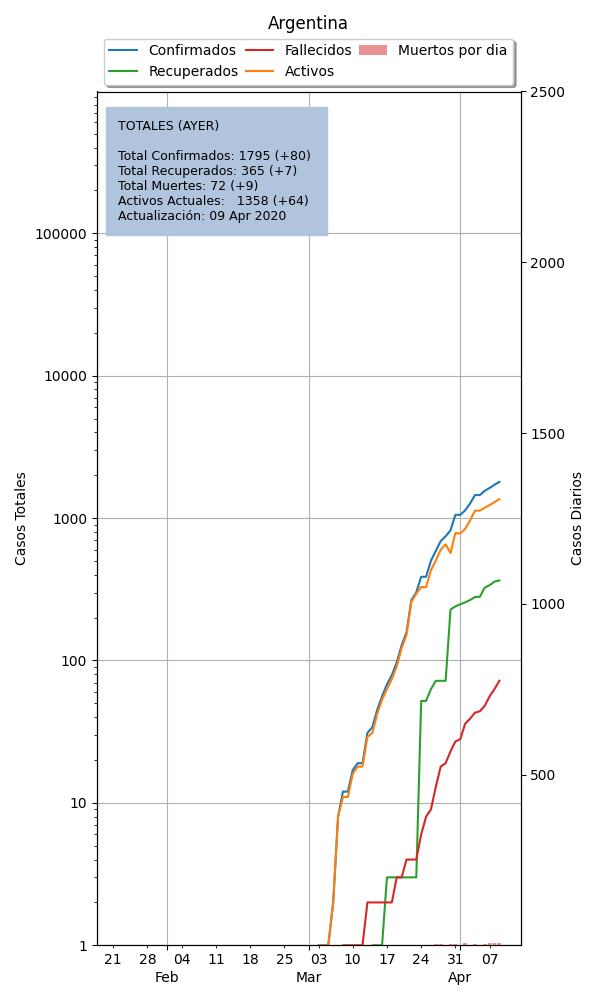 Argentina
Confirmados
Fallecidos
Muertos por dia
Recuperados
Activos
TOTALES (AYER)
Total Confirmados: 1795 (+80)
Total Recuperados: 365 (+7)
Total Muertes: 72 (+9)
Activos Actuales:   1358 (+64)
Actualización: 09 Apr 2020
Casos Totales
100000
10000
1000
100
10
1
Casos Diarios
2500
2000
1500
1000
500
21 28 04 11 18 25 03 10 17 24 31 07
Feb Mar Apr